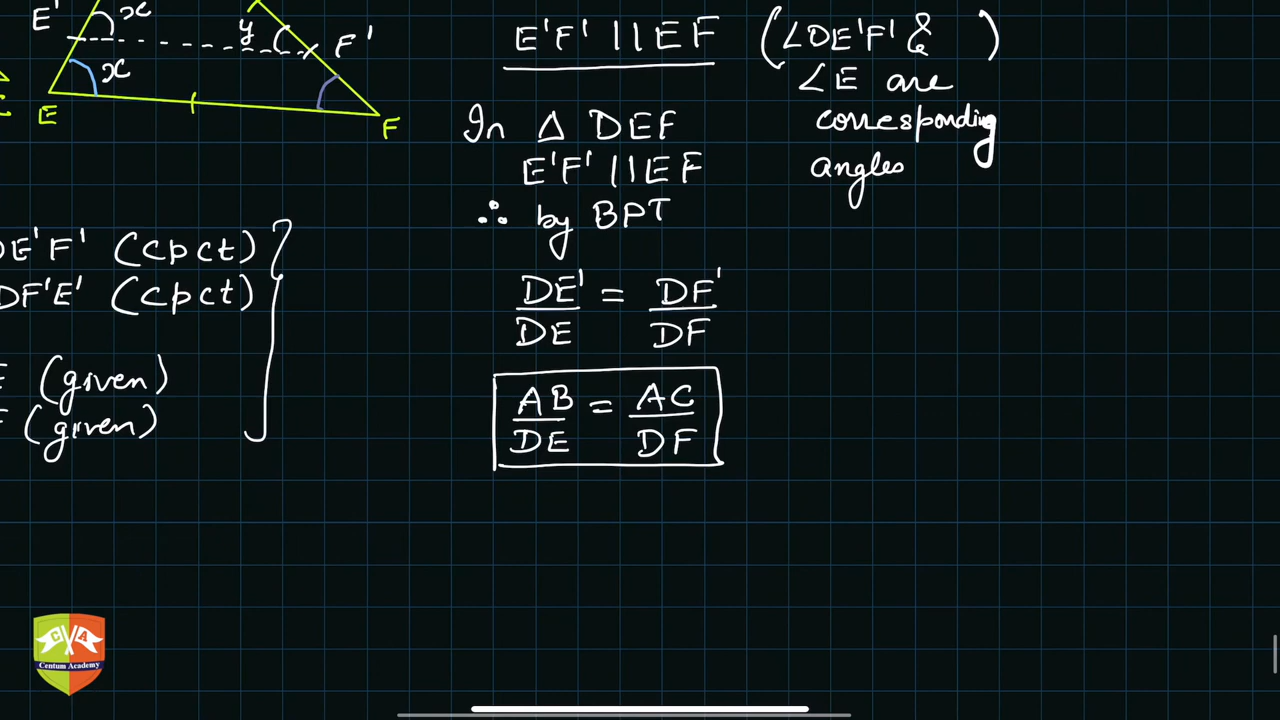 E' x
y
F'
x
E
F
DE'F' (cpct)
DF'E' (cpct)
(given)
(given)
E'F' || EF (∠DE'F' & )
∠E are
corresponding
angles
In Δ DEF
E'F' || EF
∴ by BPT
DE'/DE = DF'/DF
AB/DE = AC/DF
C A
Centum Academy